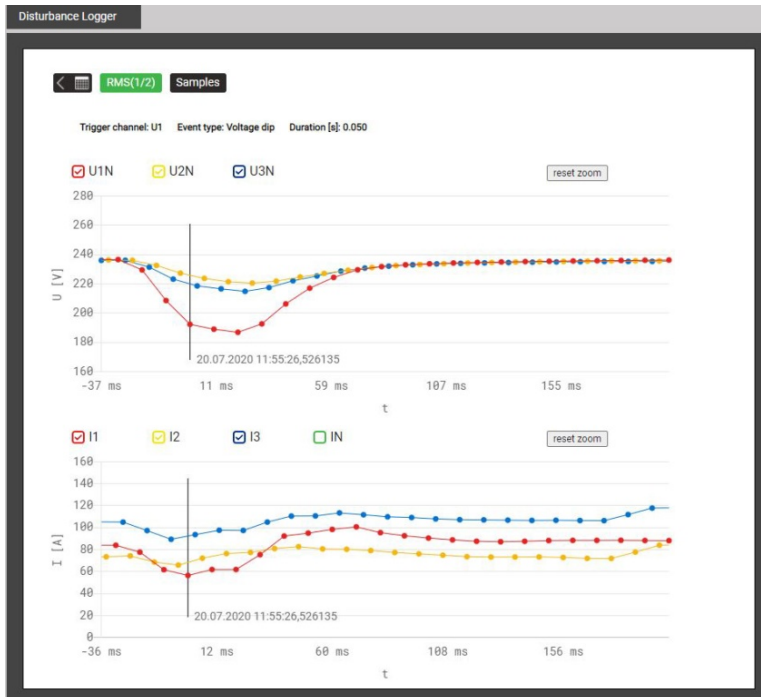 Disturbance Logger
RMS(1/2) Samples
Trigger channel: U1 Event type: Voltage dip Duration [s]: 0.050
U1N U2N U3N reset zoom
280
260
240
220
200
180
160
U [V]
20.07.2020 11:55:26,526135
-37 ms 11 ms 59 ms 107 ms 155 ms
t
I1 I2 I3 IN reset zoom
160
140
120
100
80
60
40
20
0
I [A]
20.07.2020 11:55:26,526135
-36 ms 12 ms 60 ms 108 ms 156 ms
t